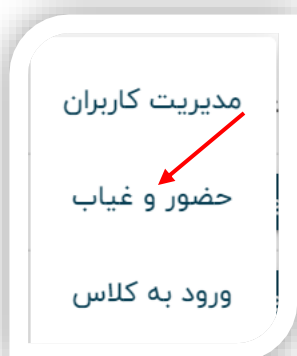 مدیریت کاربران
حضور و غیاب
ورود به کلاس